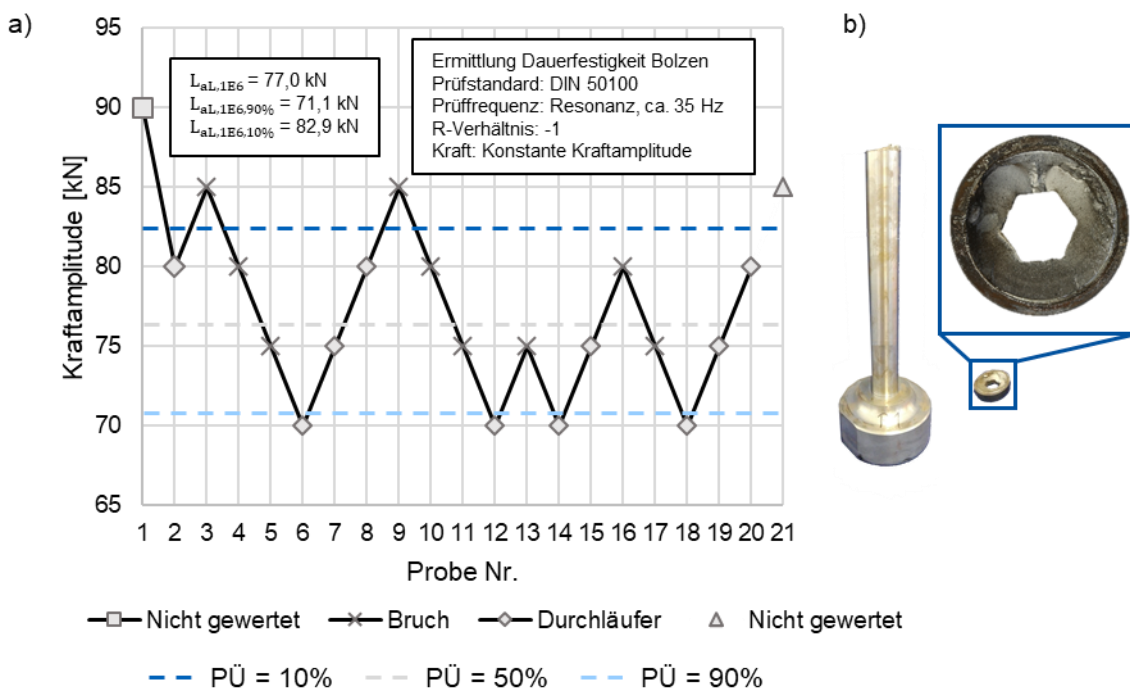 a)
b)
95
90
85
80
75
70
65
Kraftamplitude [kN]
L_aL,1E6 = 77,0 kN
L_aL,1E6,90% = 71,1 kN
L_aL,1E6,10% = 82,9 kN
Ermittlung Dauerfestigkeit Bolzen
Prüfstandard: DIN 50100
Prüffrequenz: Resonanz, ca. 35 Hz
R-Verhältnis: -1
Kraft: Konstante Kraftamplitude
1 2 3 4 5 6 7 8 9 10 11 12 13 14 15 16 17 18 19 20 21
Probe Nr.
Nicht gewertet Bruch Durchläufer Nicht gewertet
PÜ = 10% PÜ = 50% PÜ = 90%